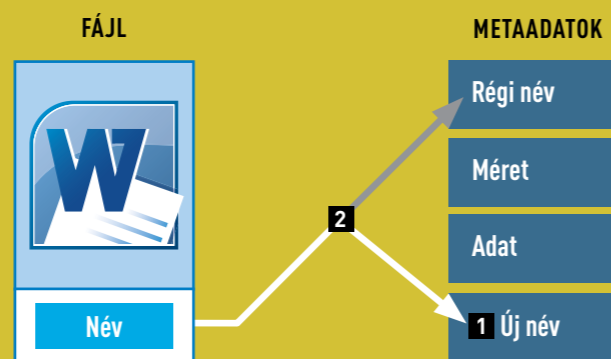 FÁJL
METAADATOK
Régi név
Méret
Adat
1 Új név
2
W
Név